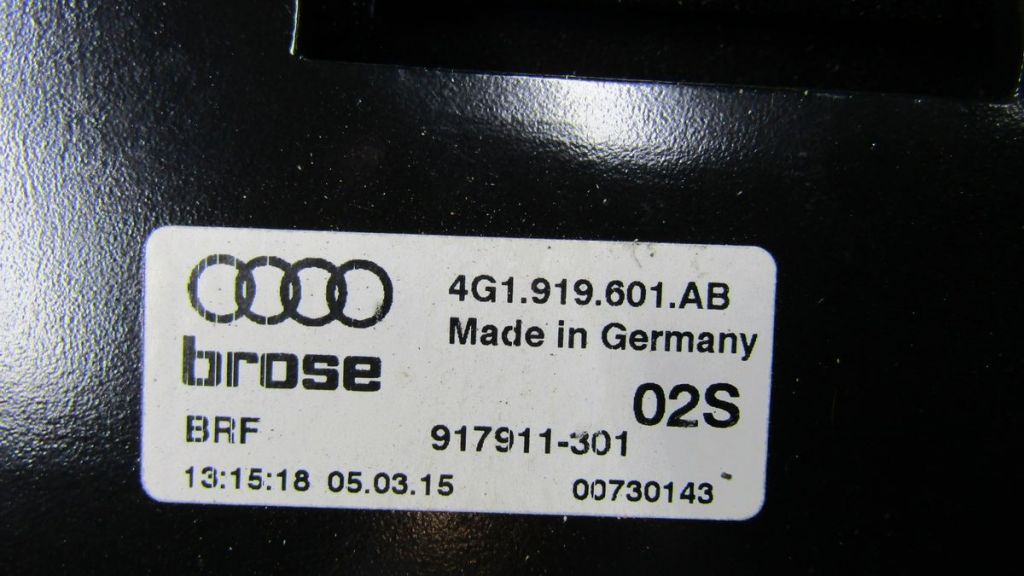 4G1.919.601.AB
Made in Germany
brose
02S
BRF
917911-301
13:15:18 05.03.15
00730143